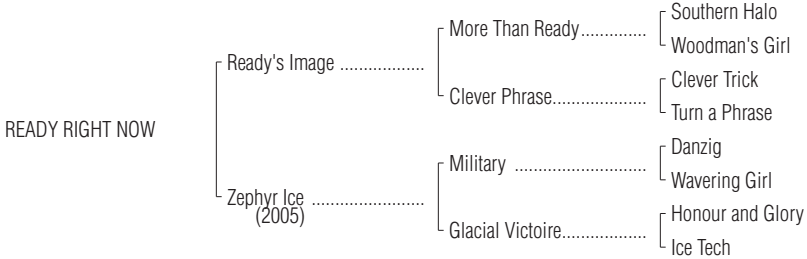 Southern Halo
More Than Ready..............
Woodman's Girl
Ready's Image ..................
Clever Trick
Clever Phrase....................
Turn a Phrase
READY RIGHT NOW
Danzig
Military ............................
Wavering Girl
Zephyr Ice ........................
(2005)
Honour and Glory
Glacial Victoire..................
Ice Tech